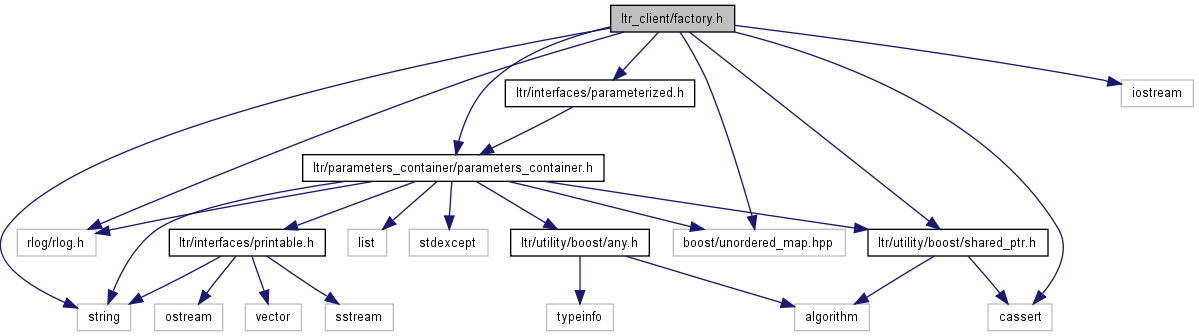 ltr_client/factory.h
ltr/interfaces/parameterized.h
iostream
ltr/parameters_container/parameters_container.h
rlog/rlog.h
ltr/interfaces/printable.h
list
stdexcept
ltr/utility/boost/any.h
boost/unordered_map.hpp
ltr/utility/boost/shared_ptr.h
string
ostream
vector
sstream
typeinfo
algorithm
cassert